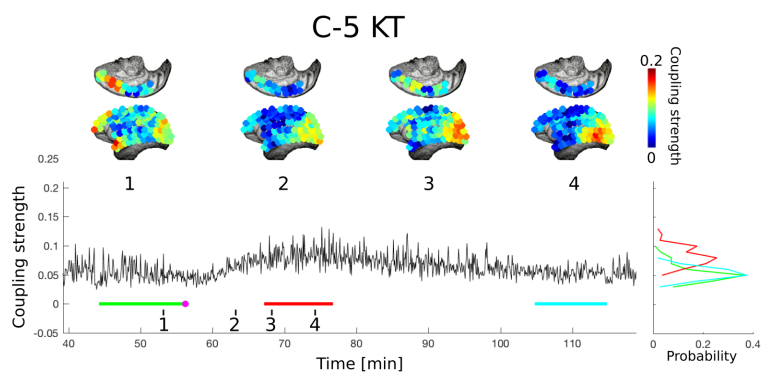 C-5 KT
0.2
0
Coupling strength
1 2 3 4
0.25
0.2
0.15
0.1
0.05
0
-0.05
Coupling strength
1 2 3 4
40 50 60 70 80 90 100 110
Time [min]
0 0.2 0.4
Probability